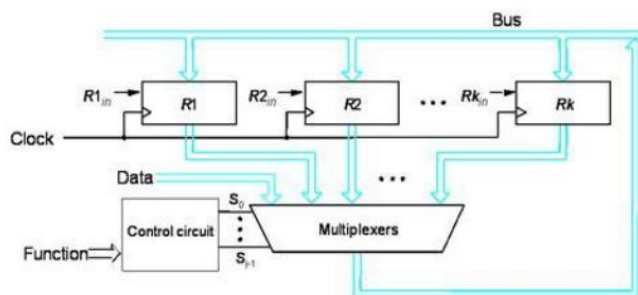 Bus
R1in R1 R2in R2 ••• Rkin Rk
Clock
Data •••
S0
Control circuit Multiplexers
Function
Sj-1